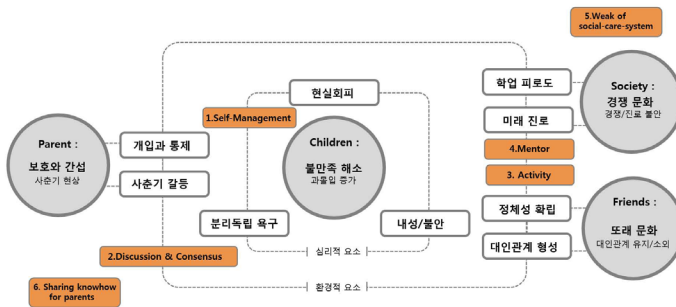 5.Weak of
social-care-system
현실회피
학업 피로도
Society :
경쟁 문화
경쟁/진로 불안
1.Self-Management
미래 진로
Parent :
보호와 간섭
사춘기 현상
개입과 통제
Children :
불만족 해소
과몰입 증가
4.Mentor
3. Activity
사춘기 갈등
Friends :
또래 문화
대인관계 유지/소외
분리독립 욕구
내성/불안
정체성 확립
2.Discussion & Consensus
심리적 요소
대인관계 형성
6. Sharing knowhow
for parents
환경적 요소